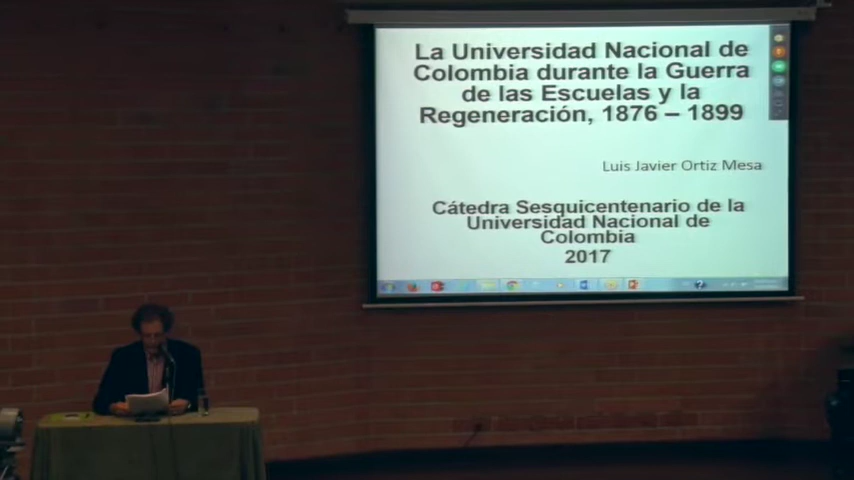 La Universidad Nacional de
Colombia durante la Guerra
de las Escuelas y la
Regeneración, 1876 – 1899
Luis Javier Ortiz Mesa
Cátedra Sesquicentenario de la
Universidad Nacional de
Colombia
2017